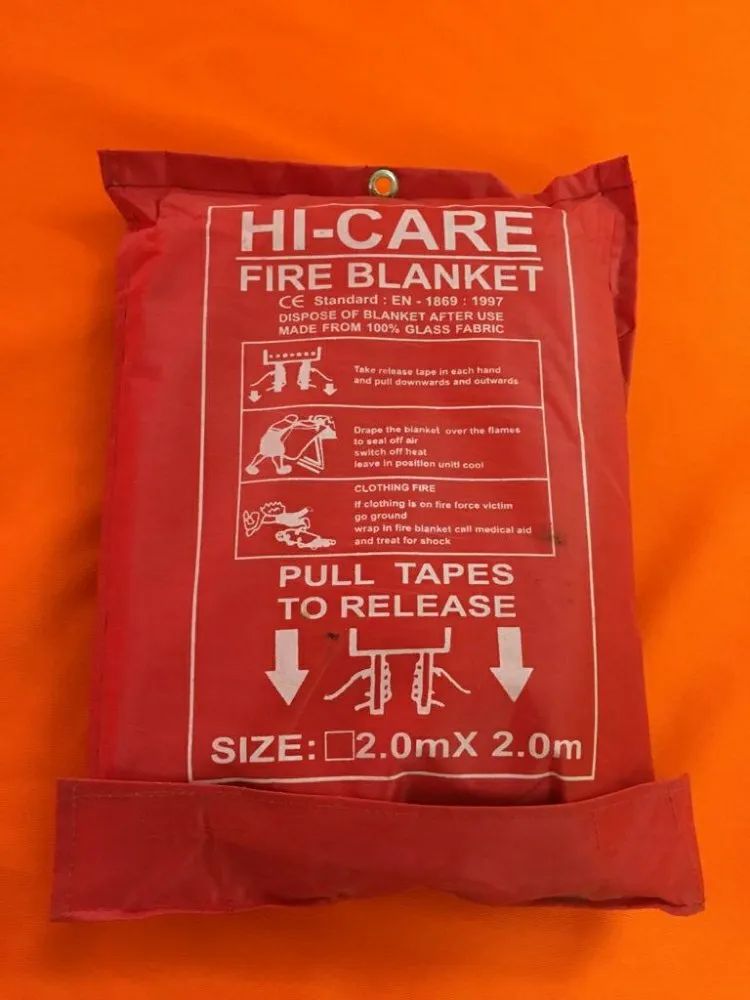 HI-CARE
FIRE BLANKET
CE Standard : EN - 1869 : 1997
DISPOSE OF BLANKET AFTER USE
MADE FROM 100% GLASS FABRIC
Take release tape in each hand
and pull downwards and outwards
Drape the blanket over the flames
to seal off air
switch off heat
leave in position unitl cool
CLOTHING FIRE
If clothing is on fire force victim
go ground
wrap in fire blanket call medical aid
and treat for shock
PULL TAPES
TO RELEASE
SIZE: 2.0mX 2.0m